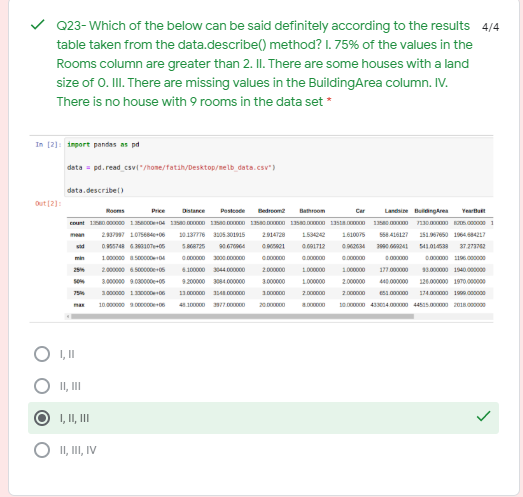 Q23- Which of the below can be said definitely according to the results 4/4
table taken from the data.describe() method? I. 75% of the values in the
Rooms column are greater than 2. II. There are some houses with a land
size of 0. III. There are missing values in the BuildingArea column. IV.
There is no house with 9 rooms in the data set *
In [2]: import pandas as pd
data = pd.read_csv("/home/fatih/Desktop/melb_data.csv")
data.describe()
Out[2]:
Rooms Price Distance Postcode Bedroom2 Bathroom Car Landsize BuildingArea YearBuilt
count 13580.000000 1.358000e+04 13580.000000 13580.000000 13580.000000 13580.000000 13518.000000 13580.000000 7130.000000 8205.000000 1
mean 2.937997 1.075684e+06 10.137776 3105.301915 2.914728 1.534242 1.610075 558.416127 151.967650 1964.684217
std 0.955748 6.393107e+05 5.868725 90.676964 0.965921 0.691712 0.962634 3990.669241 541.014538 37.273762
min 1.000000 8.500000e+04 0.000000 3000.000000 0.000000 0.000000 0.000000 0.000000 0.000000 1196.000000
25% 2.000000 6.500000e+05 6.100000 3044.000000 2.000000 1.000000 1.000000 177.000000 93.000000 1940.000000
50% 3.000000 9.030000e+05 9.200000 3084.000000 3.000000 1.000000 2.000000 440.000000 126.000000 1970.000000
75% 3.000000 1.330000e+06 13.000000 3148.000000 3.000000 2.000000 2.000000 651.000000 174.000000 1999.000000
max 10.000000 9.000000e+06 48.100000 3977.000000 20.000000 8.000000 10.000000 433014.000000 44515.000000 2018.000000
I, II
II, III
I, II, III
II, III, IV